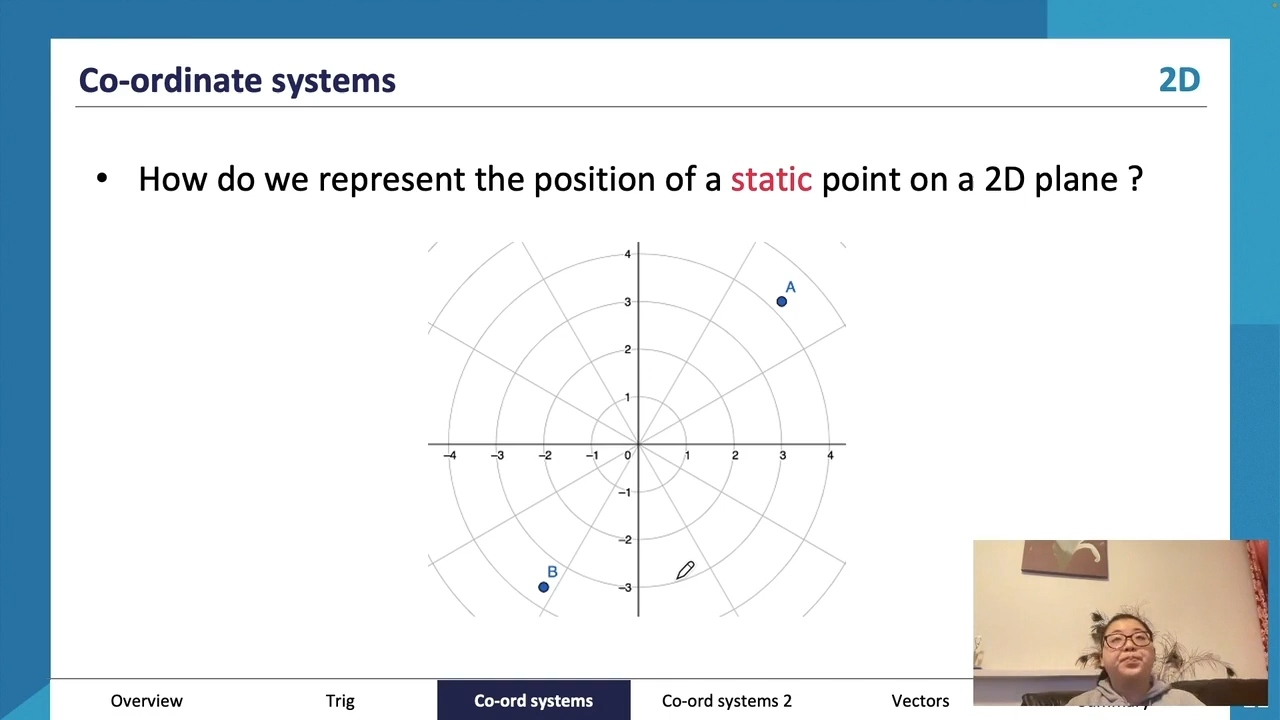 Co-ordinate systems
2D
• How do we represent the position of a static point on a 2D plane ?
4
A
3
2
1
–4 –3 –2 –1 0 1 2 3 4
–1
–2
B
–3
Overview Trig Co-ord systems Co-ord systems 2 Vectors